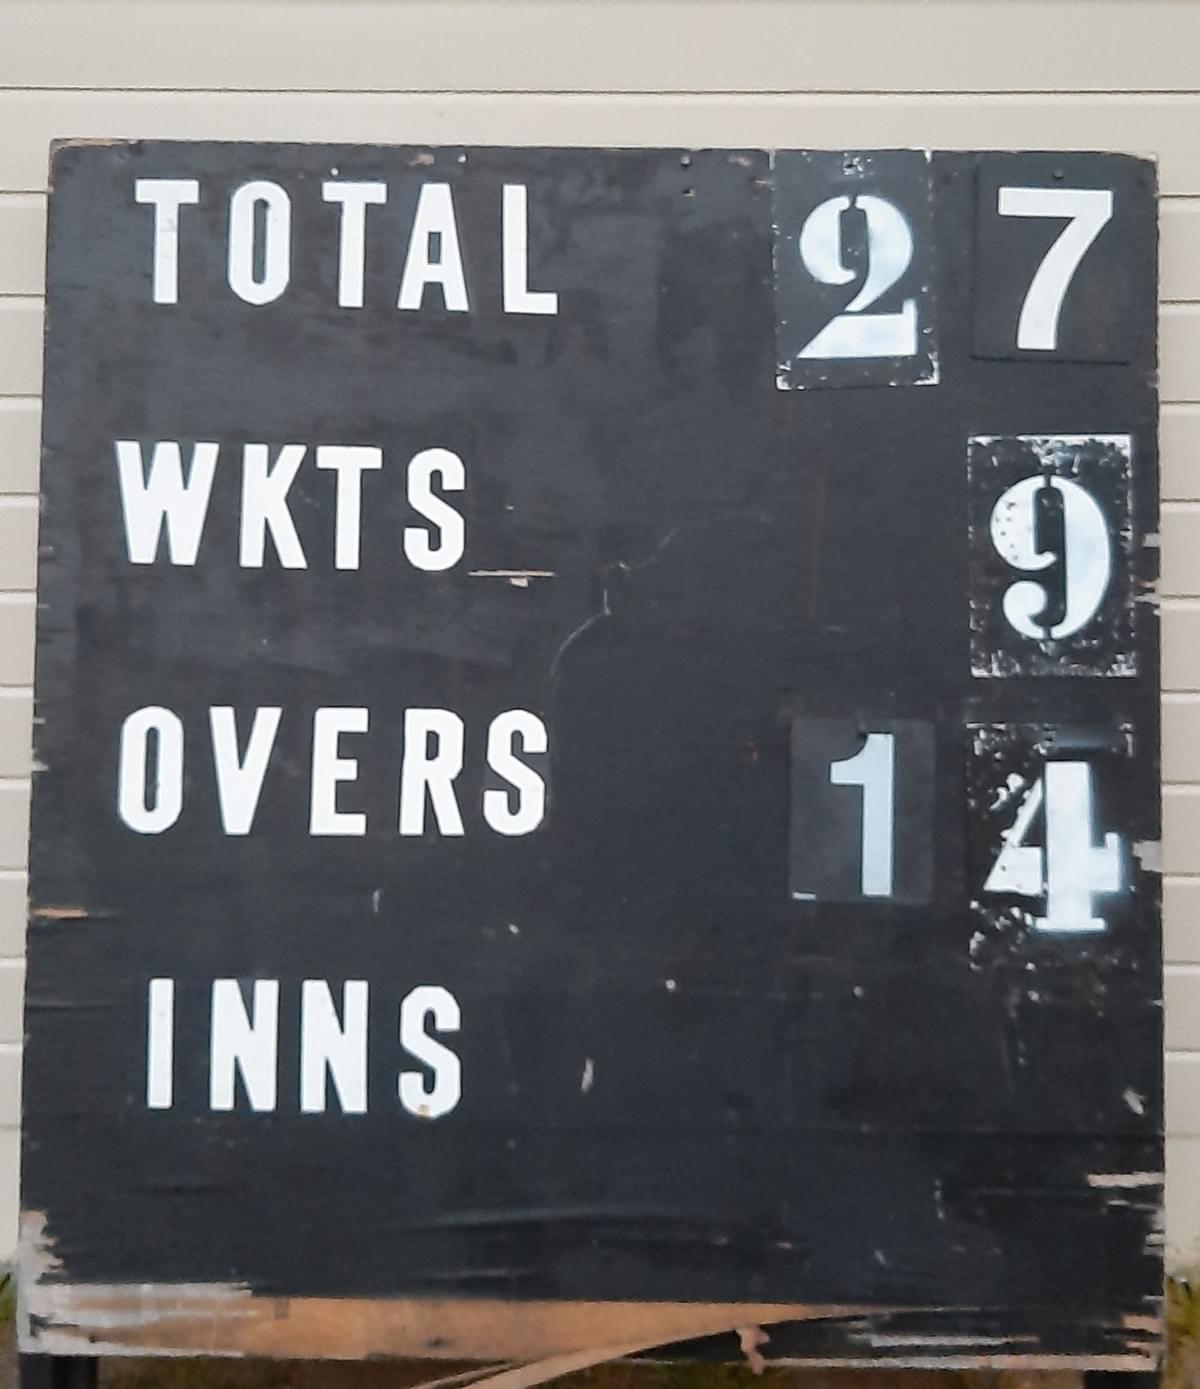 TOTAL 27
WKTS 9
OVERS 14
INNS